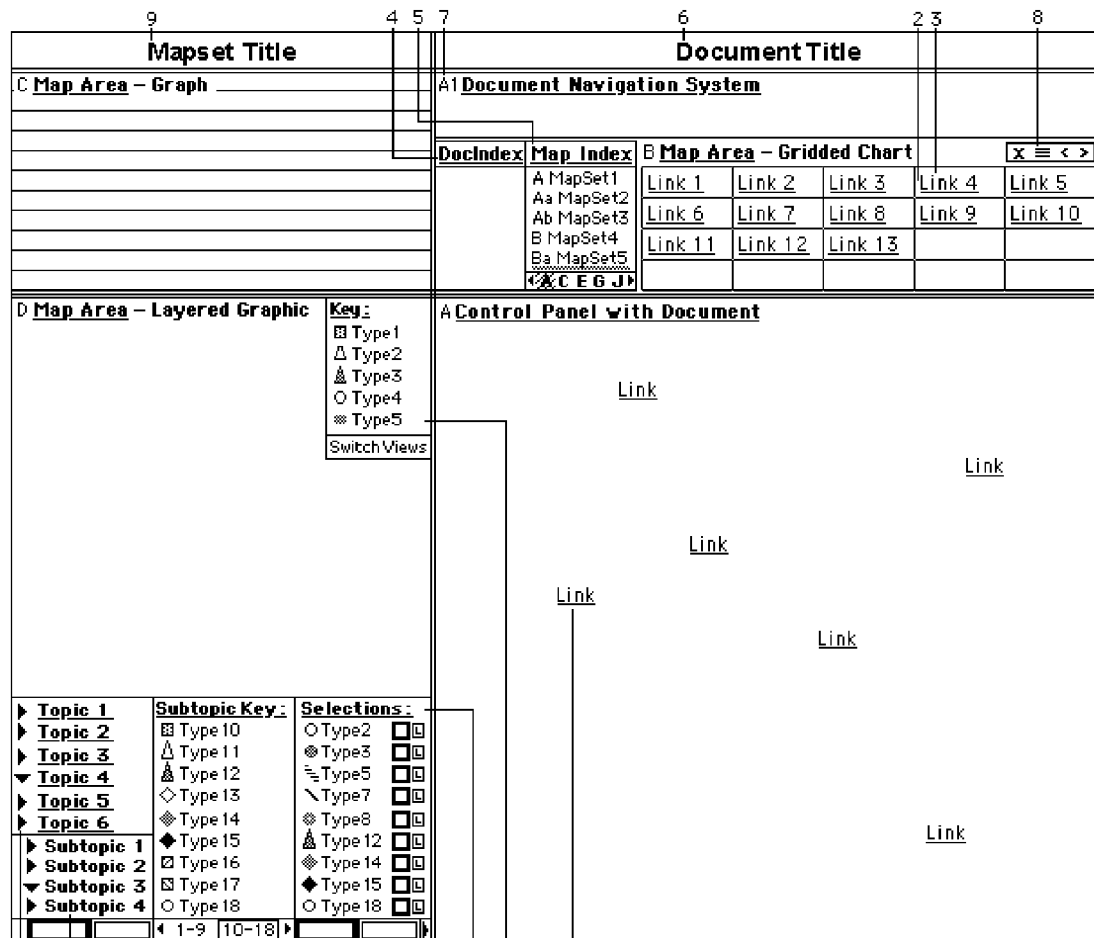 9 4 5 7 6 2 3 8
Mapset Title
Document Title
C Map Area – Graph
A1 Document Navigation System
DocIndex
Map Index
A MapSet1
Aa MapSet2
Ab MapSet3
B MapSet4
Ba MapSet5
A C E G J
B Map Area – Gridded Chart
X ≡ < >
Link 1 Link 2 Link 3 Link 4 Link 5
Link 6 Link 7 Link 8 Link 9 Link 10
Link 11 Link 12 Link 13
D Map Area – Layered Graphic
Key:
Type1
Type2
Type3
Type4
Type5
Switch Views
A Control Panel with Document
Link
Link
Link
Link
Link
Link
Topic 1
Topic 2
Topic 3
Topic 4
Topic 5
Topic 6
Subtopic 1
Subtopic 2
Subtopic 3
Subtopic 4
Subtopic Key:
Type 10
Type 11
Type 12
Type 13
Type 14
Type 15
Type 16
Type 17
Type 18
1-9 10-18
Selections:
Type2 L
Type3 L
Type5 L
Type7 L
Type8 L
Type 12 L
Type 14 L
Type 15 L
Type 18 L